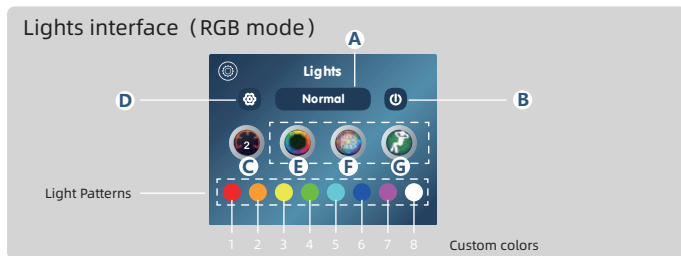 Lights interface（RGB mode）
A
Lights
D
Normal
B
2
C
E
F
G
Light Patterns
1 2 3 4 5 6 7 8
Custom colors